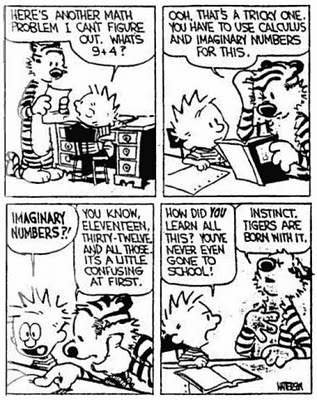 HERE'S ANOTHER MATH
PROBLEM I CAN'T FIGURE
OUT. WHAT'S
9+4?
OOH, THAT'S A TRICKY ONE.
YOU HAVE TO USE CALCULUS
AND IMAGINARY NUMBERS
FOR THIS.
IMAGINARY
NUMBERS?!
YOU KNOW,
ELEVENTEEN,
THIRTY-TWELVE,
AND ALL THOSE.
IT'S A LITTLE
CONFUSING
AT FIRST.
HOW DID YOU
LEARN ALL
THIS? YOU'VE
NEVER EVEN
GONE TO
SCHOOL!
INSTINCT.
TIGERS ARE
BORN WITH IT.
WATTERSON